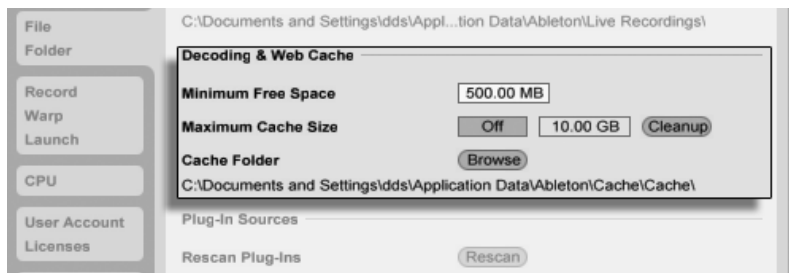 File
Folder
Record
Warp
Launch
CPU
User Account
Licenses
C:\Documents and Settings\dds\Appl...tion Data\Ableton\Live Recordings\
Decoding & Web Cache
Minimum Free Space 500.00 MB
Maximum Cache Size Off 10.00 GB Cleanup
Cache Folder Browse
C:\Documents and Settings\dds\Application Data\Ableton\Cache\Cache\
Plug-In Sources
Rescan Plug-Ins Rescan